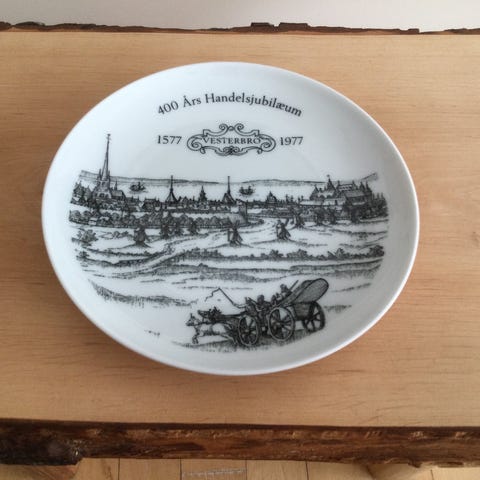 400 Års Handelsjubilæum
1577 VESTERBRO 1977